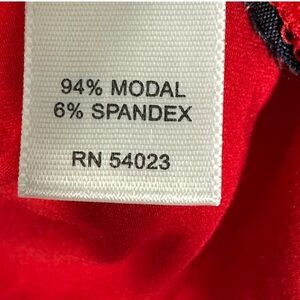 94% MODAL
6% SPANDEX
RN 54023